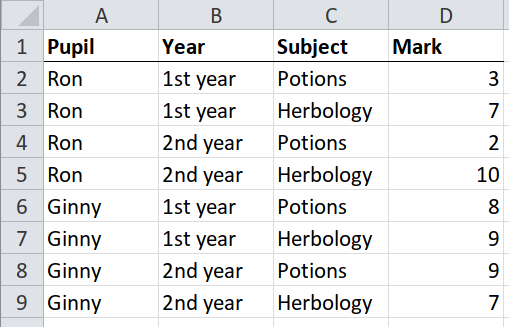 A B C D
1 Pupil Year Subject Mark
2 Ron 1st year Potions 3
3 Ron 1st year Herbology 7
4 Ron 2nd year Potions 2
5 Ron 2nd year Herbology 10
6 Ginny 1st year Potions 8
7 Ginny 1st year Herbology 9
8 Ginny 2nd year Potions 9
9 Ginny 2nd year Herbology 7